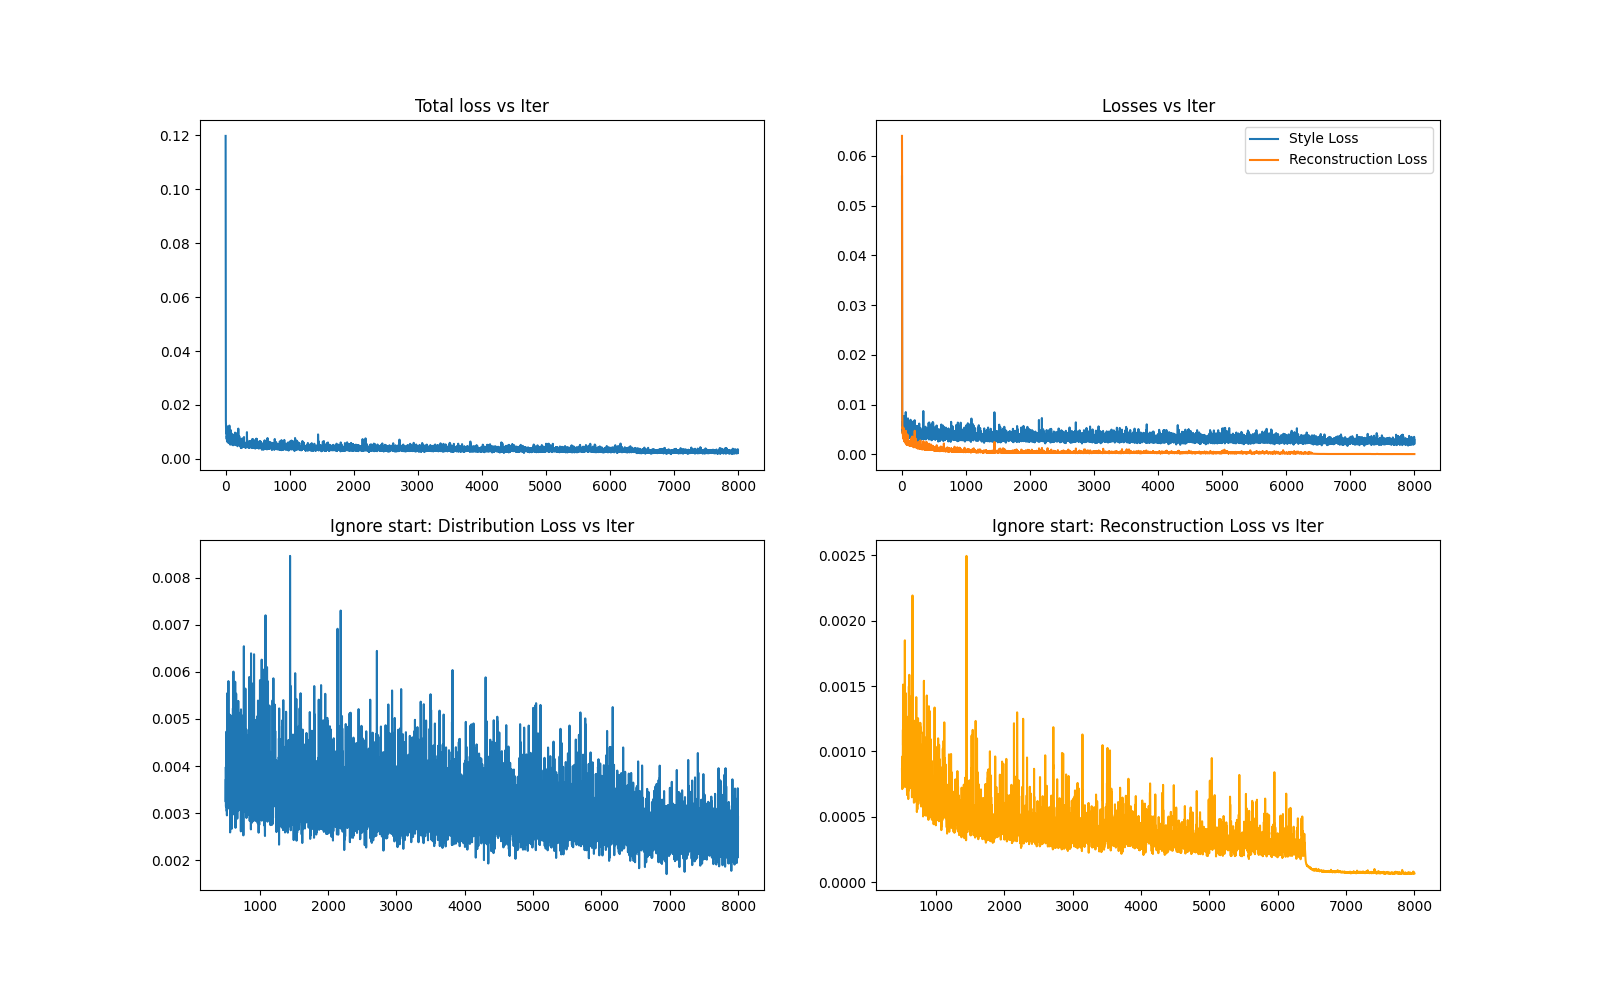 Total loss vs Iter
0.12
0.10
0.08
0.06
0.04
0.02
0.00
0 1000 2000 3000 4000 5000 6000 7000 8000
Losses vs Iter
Style Loss
Reconstruction Loss
0.06
0.05
0.04
0.03
0.02
0.01
0.00
0 1000 2000 3000 4000 5000 6000 7000 8000
Ignore start: Distribution Loss vs Iter
0.008
0.007
0.006
0.005
0.004
0.003
0.002
1000 2000 3000 4000 5000 6000 7000 8000
Ignore start: Reconstruction Loss vs Iter
0.0025
0.0020
0.0015
0.0010
0.0005
0.0000
1000 2000 3000 4000 5000 6000 7000 8000